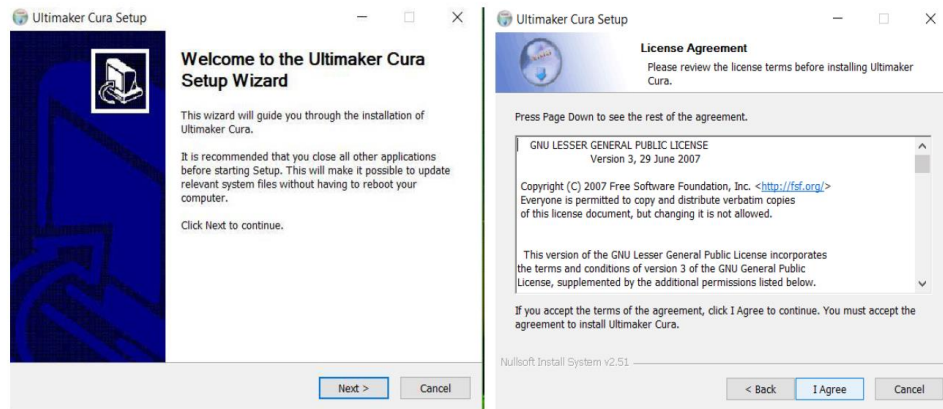 Ultimaker Cura Setup
Welcome to the Ultimaker Cura
Setup Wizard
This wizard will guide you through the installation of
Ultimaker Cura.
It is recommended that you close all other applications
before starting Setup. This will make it possible to update
relevant system files without having to reboot your
computer.
Click Next to continue.
Next >
Cancel
Ultimaker Cura Setup
License Agreement
Please review the license terms before installing Ultimaker
Cura.
Press Page Down to see the rest of the agreement.
GNU LESSER GENERAL PUBLIC LICENSE
Version 3, 29 June 2007
Copyright (C) 2007 Free Software Foundation, Inc. <http://fsf.org/>
Everyone is permitted to copy and distribute verbatim copies
of this license document, but changing it is not allowed.
This version of the GNU Lesser General Public License incorporates
the terms and conditions of version 3 of the GNU General Public
License, supplemented by the additional permissions listed below.
If you accept the terms of the agreement, click I Agree to continue. You must accept the
agreement to install Ultimaker Cura.
Nullsoft Install System v2.51
< Back
I Agree
Cancel